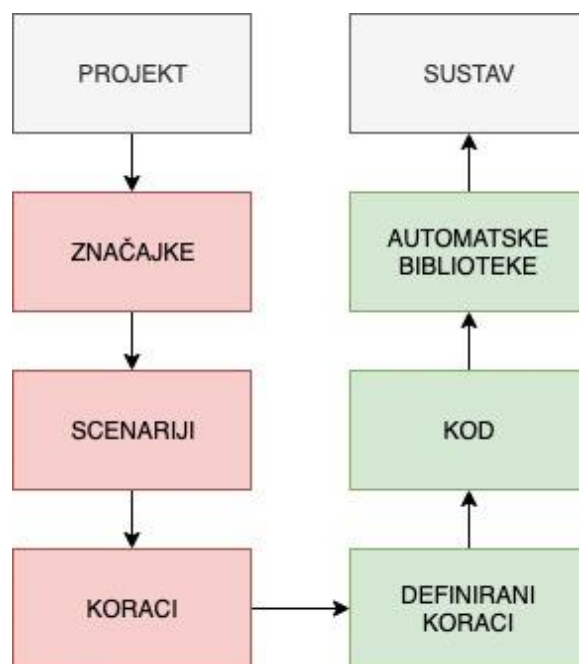 PROJEKT
ZNAČAJKE
SCENARIJI
KORACI
DEFINIRANI
KORACI
KOD
AUTOMATSKE
BIBLIOTEKE
SUSTAV